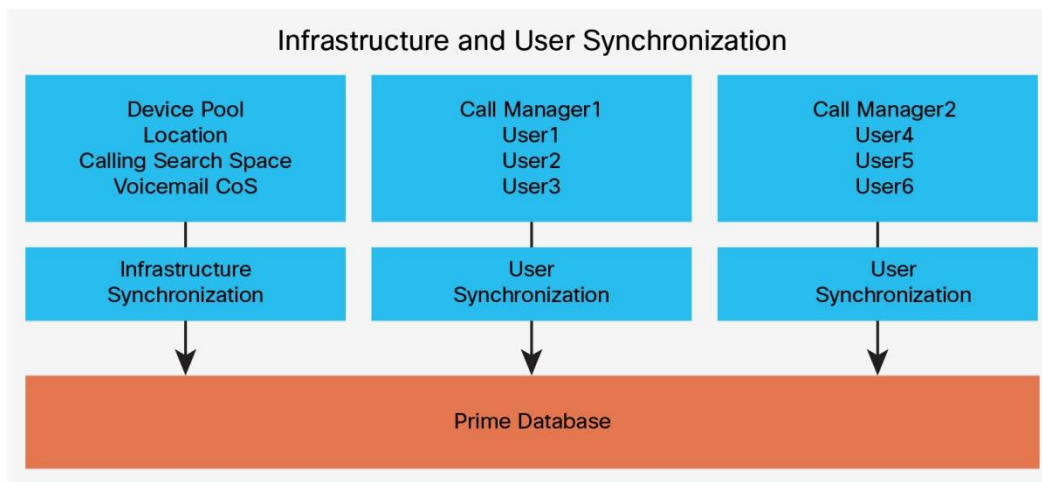 Infrastructure and User Synchronization
Device Pool
Location
Calling Search Space
Voicemail CoS
Call Manager1
User1
User2
User3
Call Manager2
User4
User5
User6
Infrastructure
Synchronization
User
Synchronization
User
Synchronization
Prime Database